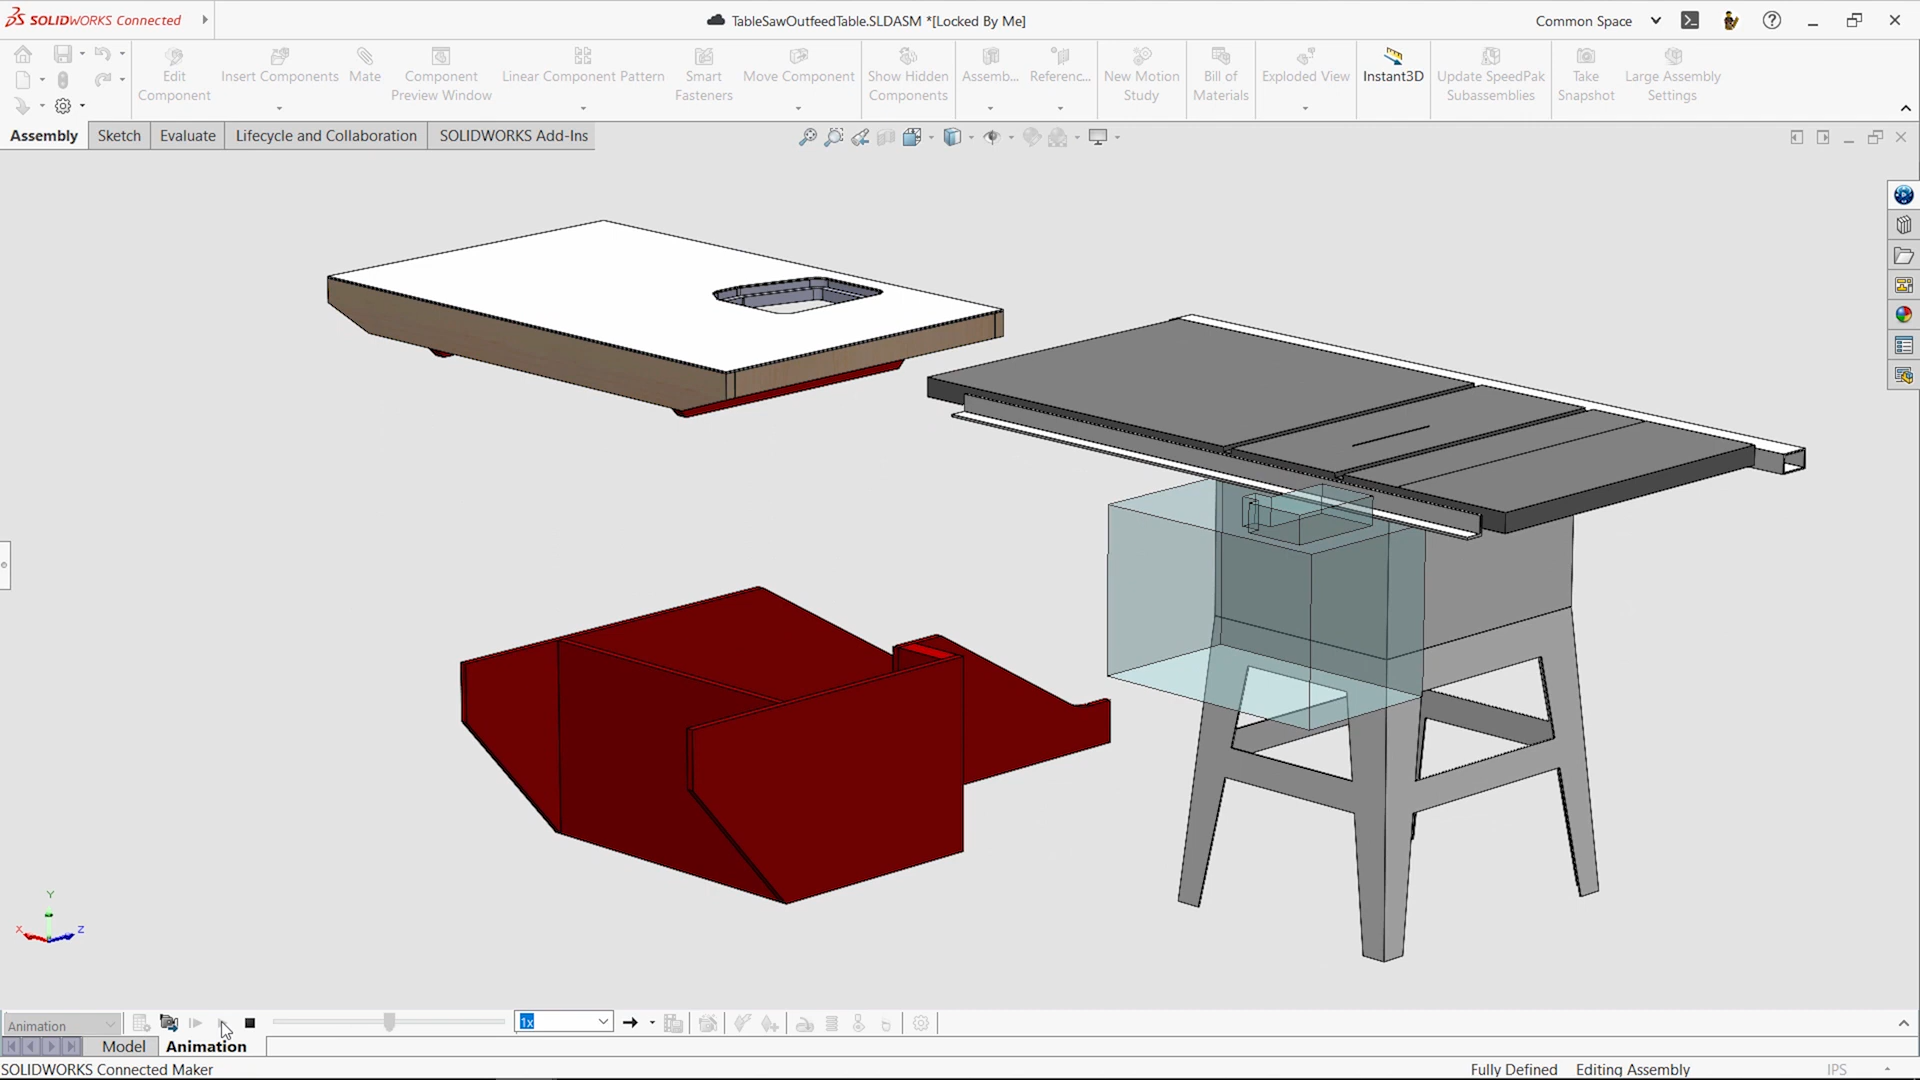 SOLIDWORKS Connected
TableSawOutfeedTable.SLDASM *[Locked By Me]
Common Space
Edit Component
Insert Components
Mate
Component Preview Window
Linear Component Pattern
Smart Fasteners
Move Component
Show Hidden Components
Assemb...
Referenc...
New Motion Study
Bill of Materials
Exploded View
Instant3D
Update SpeedPak Subassemblies
Take Snapshot
Large Assembly Settings
Assembly
Sketch
Evaluate
Lifecycle and Collaboration
SOLIDWORKS Add-Ins
Y
X
Z
Animation
1x
Model
Animation
SOLIDWORKS Connected Maker
Fully Defined
Editing Assembly
IPS